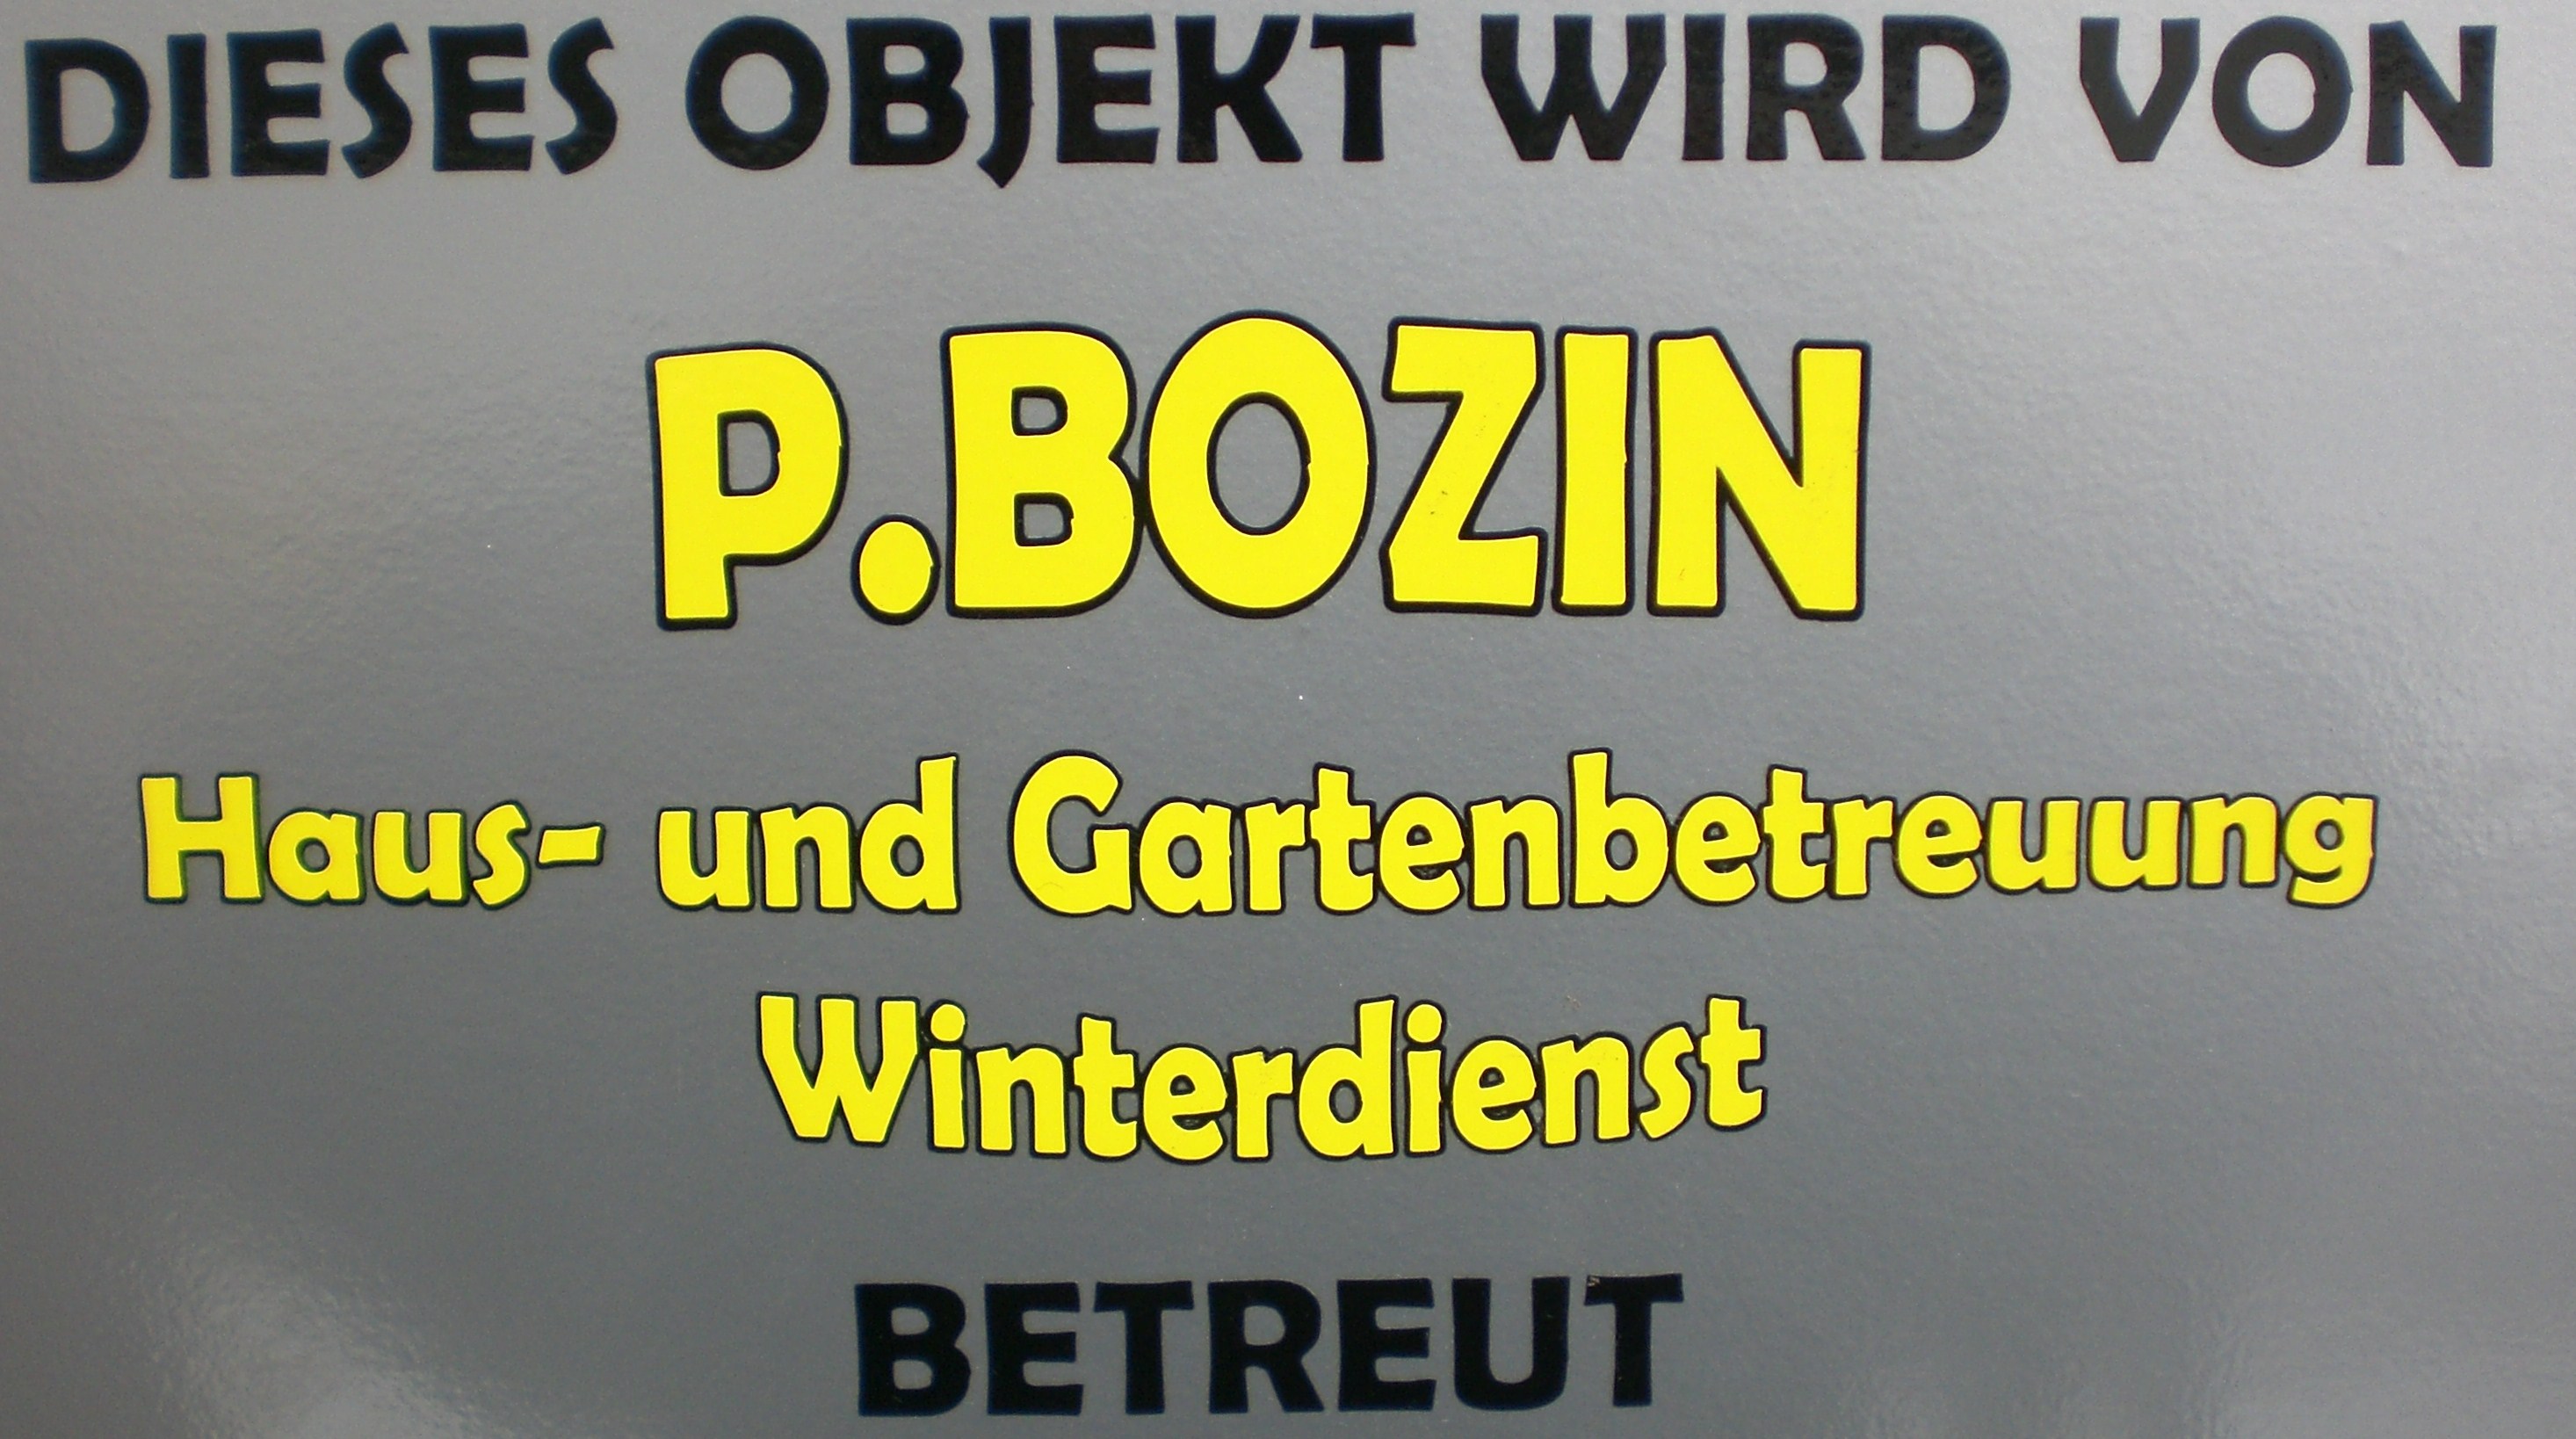 DIESES OBJEKT WIRD VON
P.BOZIN
Haus- und Gartenbetreuung
Winterdienst
BETREUT